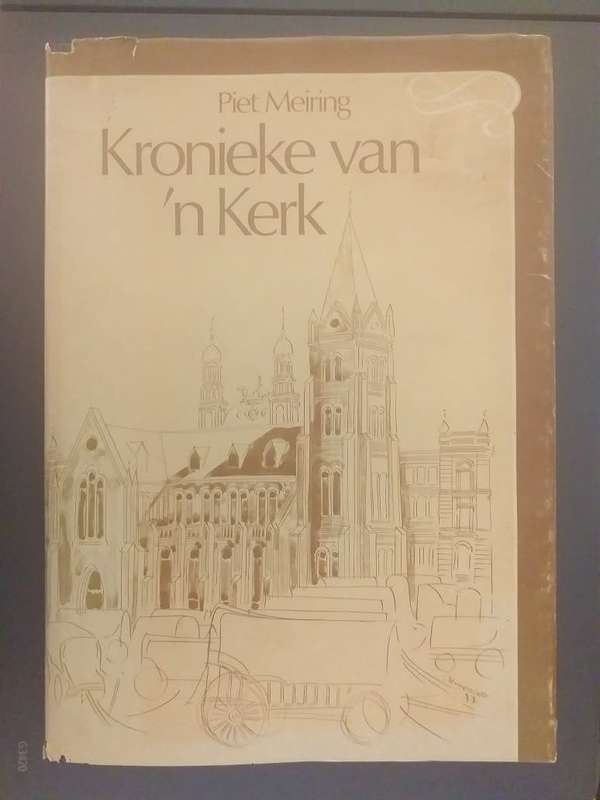 Piet Meiring
Kronieke van
'n Kerk